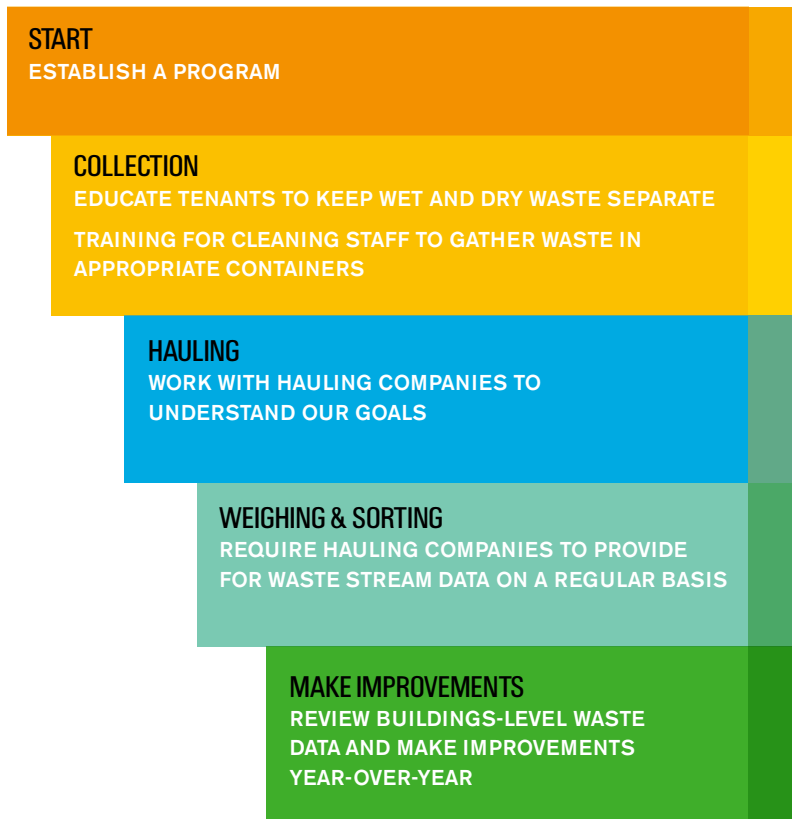 START
ESTABLISH A PROGRAM
COLLECTION
EDUCATE TENANTS TO KEEP WET AND DRY WASTE SEPARATE
TRAINING FOR CLEANING STAFF TO GATHER WASTE IN
APPROPRIATE CONTAINERS
HAULING
WORK WITH HAULING COMPANIES TO
UNDERSTAND OUR GOALS
WEIGHING & SORTING
REQUIRE HAULING COMPANIES TO PROVIDE
FOR WASTE STREAM DATA ON A REGULAR BASIS
MAKE IMPROVEMENTS
REVIEW BUILDINGS-LEVEL WASTE
DATA AND MAKE IMPROVEMENTS
YEAR-OVER-YEAR